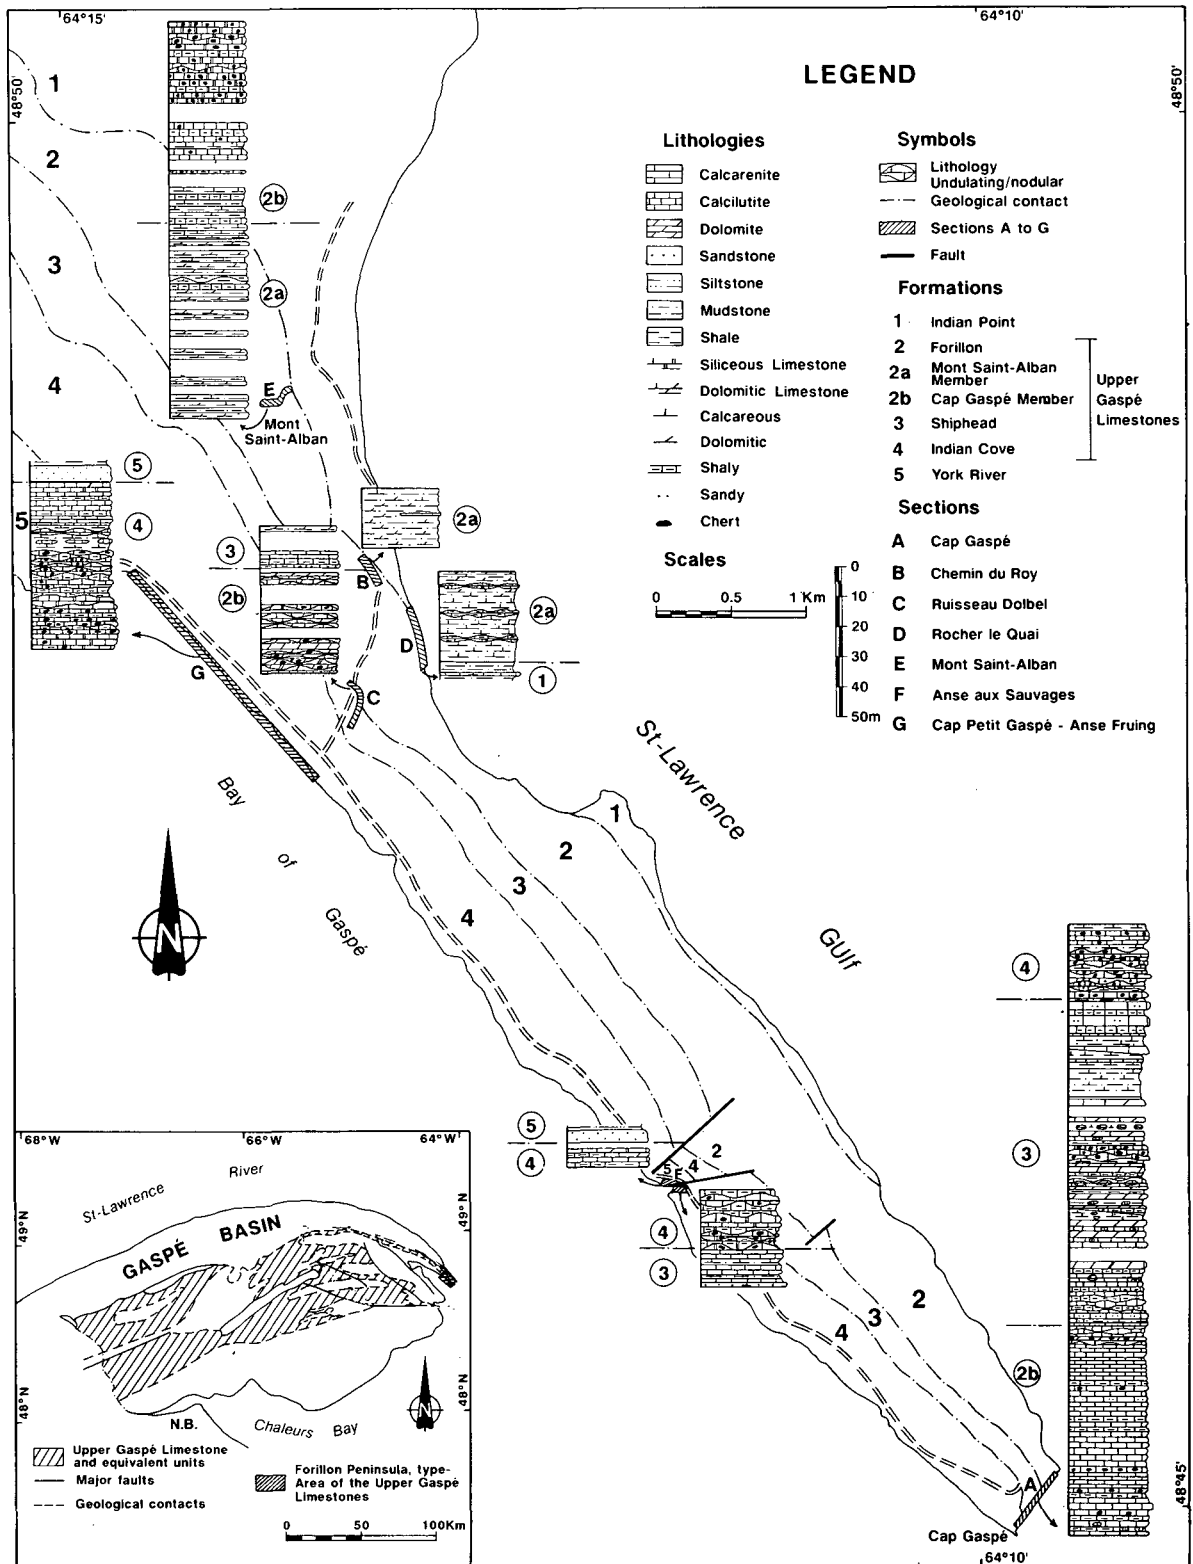 64°15'
64°10'
48°50'
48°50'
LEGEND
Lithologies
Calcarenite
Calcilutite
Dolomite
Sandstone
Siltstone
Mudstone
Shale
Siliceous Limestone
Dolomitic Limestone
Calcareous
Dolomitic
Shaly
Sandy
Chert
Symbols
Lithology
Undulating/nodular
Geological contact
Sections A to G
Fault
Formations
1 Indian Point
2 Forillon
2a Mont Saint-Alban
Member
2b Cap Gaspé Member
3 Shiphead
4 Indian Cove
5 York River
Upper
Gaspé
Limestones
Sections
A Cap Gaspé
B Chemin du Roy
C Ruisseau Dolbel
D Rocher le Quai
E Mont Saint-Alban
F Anse aux Sauvages
G Cap Petit Gaspé - Anse Fruing
Scales
0 0.5 1 Km
0
10
20
30
40
50m
1
2
3
4
5
2b
2a
E
Mont
Saint-Alban
5
4
3
2b
2a
B
2a
1
D
C
G
Bay
of
Gaspé
St-Lawrence
GUlf
1
2
3
4
4
3
2b
5
4
2
5
F
4
4
3
2
3
4
A
Cap Gaspé
48°45'
64°10'
68°W
66°W
64°W
St-Lawrence
River
49°N
49°N
GASPÉ BASIN
48°N
48°N
N
N
N.B.
Chaleurs Bay
Upper Gaspé Limestone
and equivalent units
Major faults
Geological contacts
Forillon Peninsula, type-
Area of the Upper Gaspé
Limestones
0 50 100Km